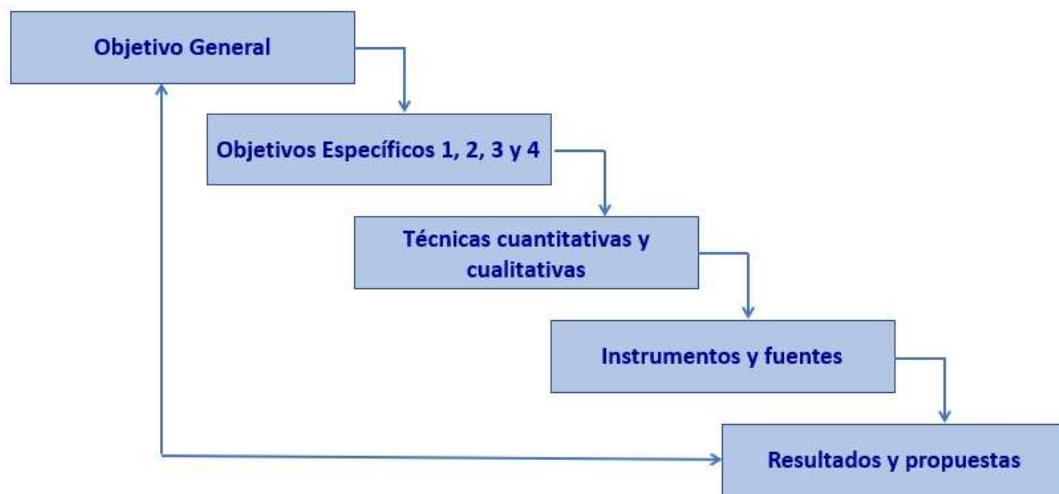 Objetivo General
Objetivos Específicos 1, 2, 3 y 4
Técnicas cuantitativas y
cualitativas
Instrumentos y fuentes
Resultados y propuestas